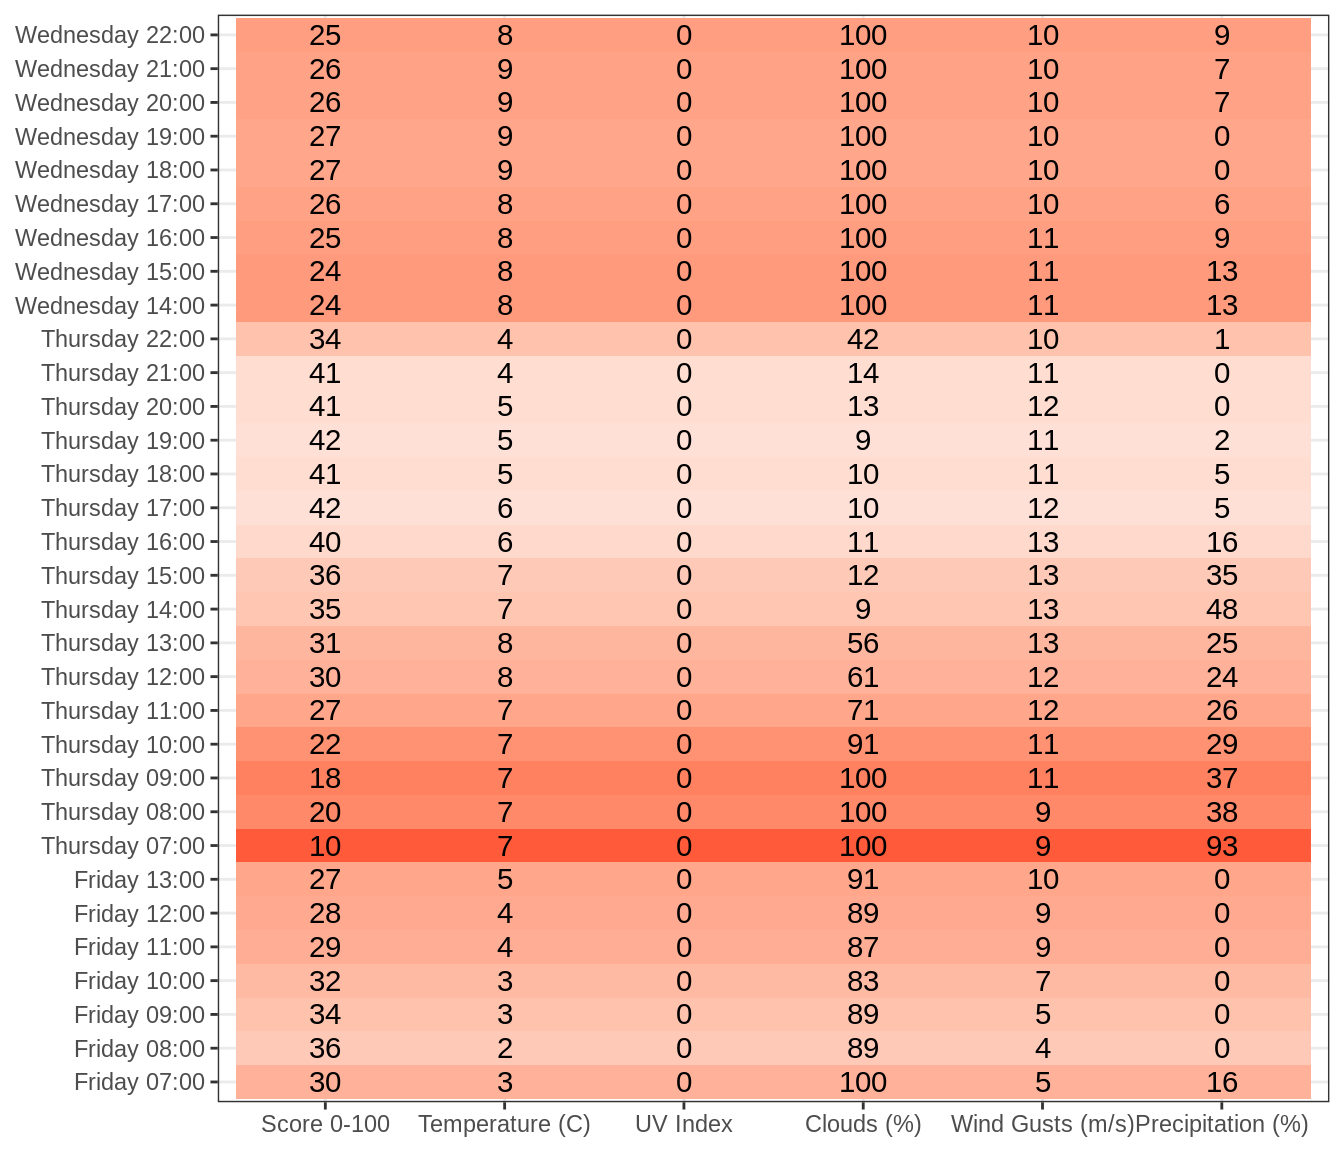 Wednesday 22:00 25 8 0 100 10 9
Wednesday 21:00 26 9 0 100 10 7
Wednesday 20:00 26 9 0 100 10 7
Wednesday 19:00 27 9 0 100 10 0
Wednesday 18:00 27 9 0 100 10 0
Wednesday 17:00 26 8 0 100 10 6
Wednesday 16:00 25 8 0 100 11 9
Wednesday 15:00 24 8 0 100 11 13
Wednesday 14:00 24 8 0 100 11 13
Thursday 22:00 34 4 0 42 10 1
Thursday 21:00 41 4 0 14 11 0
Thursday 20:00 41 5 0 13 12 0
Thursday 19:00 42 5 0 9 11 2
Thursday 18:00 41 5 0 10 11 5
Thursday 17:00 42 6 0 10 12 5
Thursday 16:00 40 6 0 11 13 16
Thursday 15:00 36 7 0 12 13 35
Thursday 14:00 35 7 0 9 13 48
Thursday 13:00 31 8 0 56 13 25
Thursday 12:00 30 8 0 61 12 24
Thursday 11:00 27 7 0 71 12 26
Thursday 10:00 22 7 0 91 11 29
Thursday 09:00 18 7 0 100 11 37
Thursday 08:00 20 7 0 100 9 38
Thursday 07:00 10 7 0 100 9 93
Friday 13:00 27 5 0 91 10 0
Friday 12:00 28 4 0 89 9 0
Friday 11:00 29 4 0 87 9 0
Friday 10:00 32 3 0 83 7 0
Friday 09:00 34 3 0 89 5 0
Friday 08:00 36 2 0 89 4 0
Friday 07:00 30 3 0 100 5 16
Score 0-100 Temperature (C) UV Index Clouds (%) Wind Gusts (m/s) Precipitation (%)